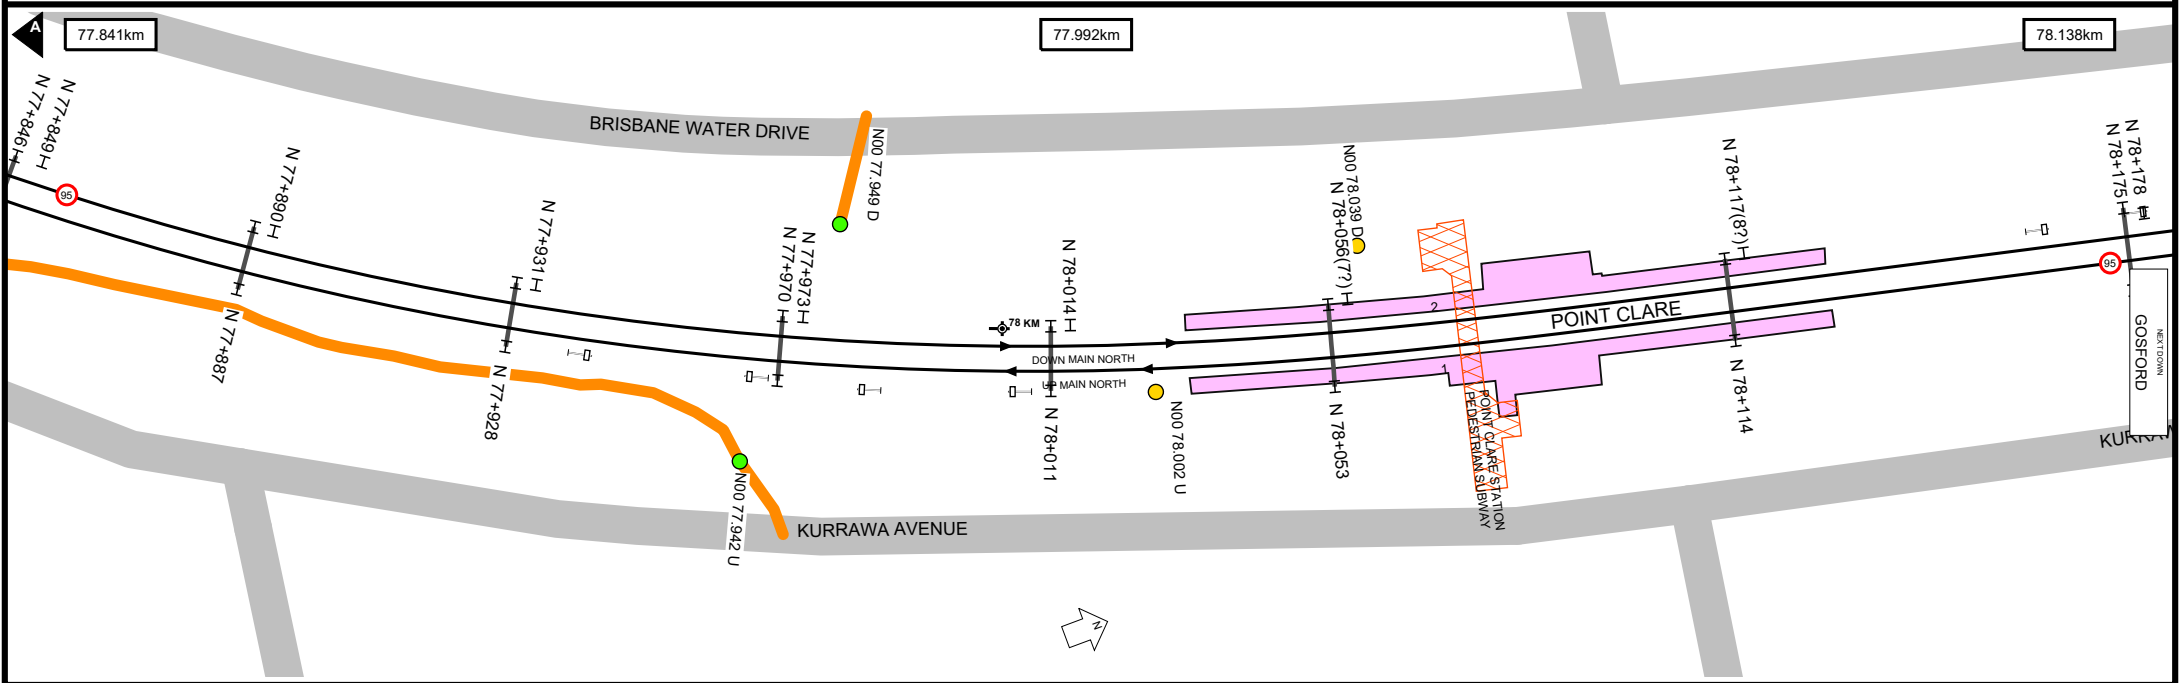 A
77.841km
77.992km
78.138km
N 77+846
N 77+849
BRISBANE WATER DRIVE
N00 77.949 D
N00 78.039 D
N 78+056(7?)
N 78+117(8?)
N 78+178
N 78+175
95
N 77+890
N 77+931
N 77+973
N 77+970
N 78+014
78 KM
2
POINT CLARE
95
DOWN MAIN NORTH
UP MAIN NORTH
1
N 77+887
N 77+928
N 78+011
N00 78.002 U
N 78+053
POINT CLARE STATION
PEDESTRIAN SUBWAY
N 78+114
NEXT DOWN
GOSFORD
KURRAW
N00 77.942 U
KURRAWA AVENUE
N